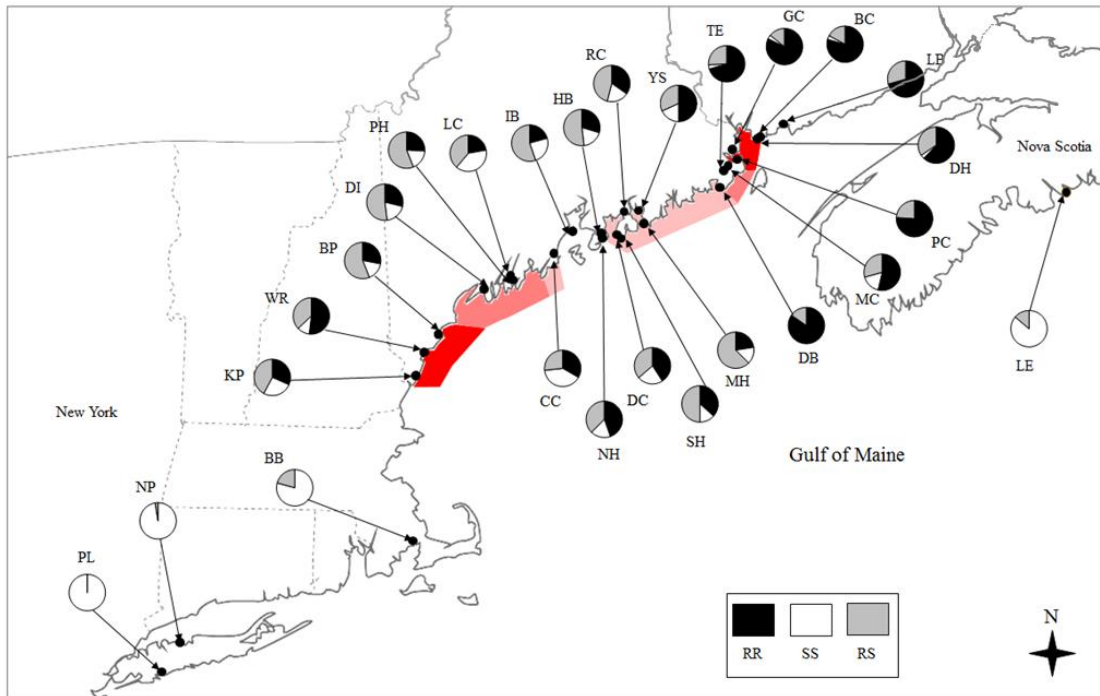 GC
BC
TE
LB
RC
YS
HB
IB
LC
PH
DI
DH
Nova Scotia
PC
BP
MC
WR
DB
LE
KP
CC
DC
MH
SH
NH
New York
Gulf of Maine
BB
NP
PL
N
RR SS RS